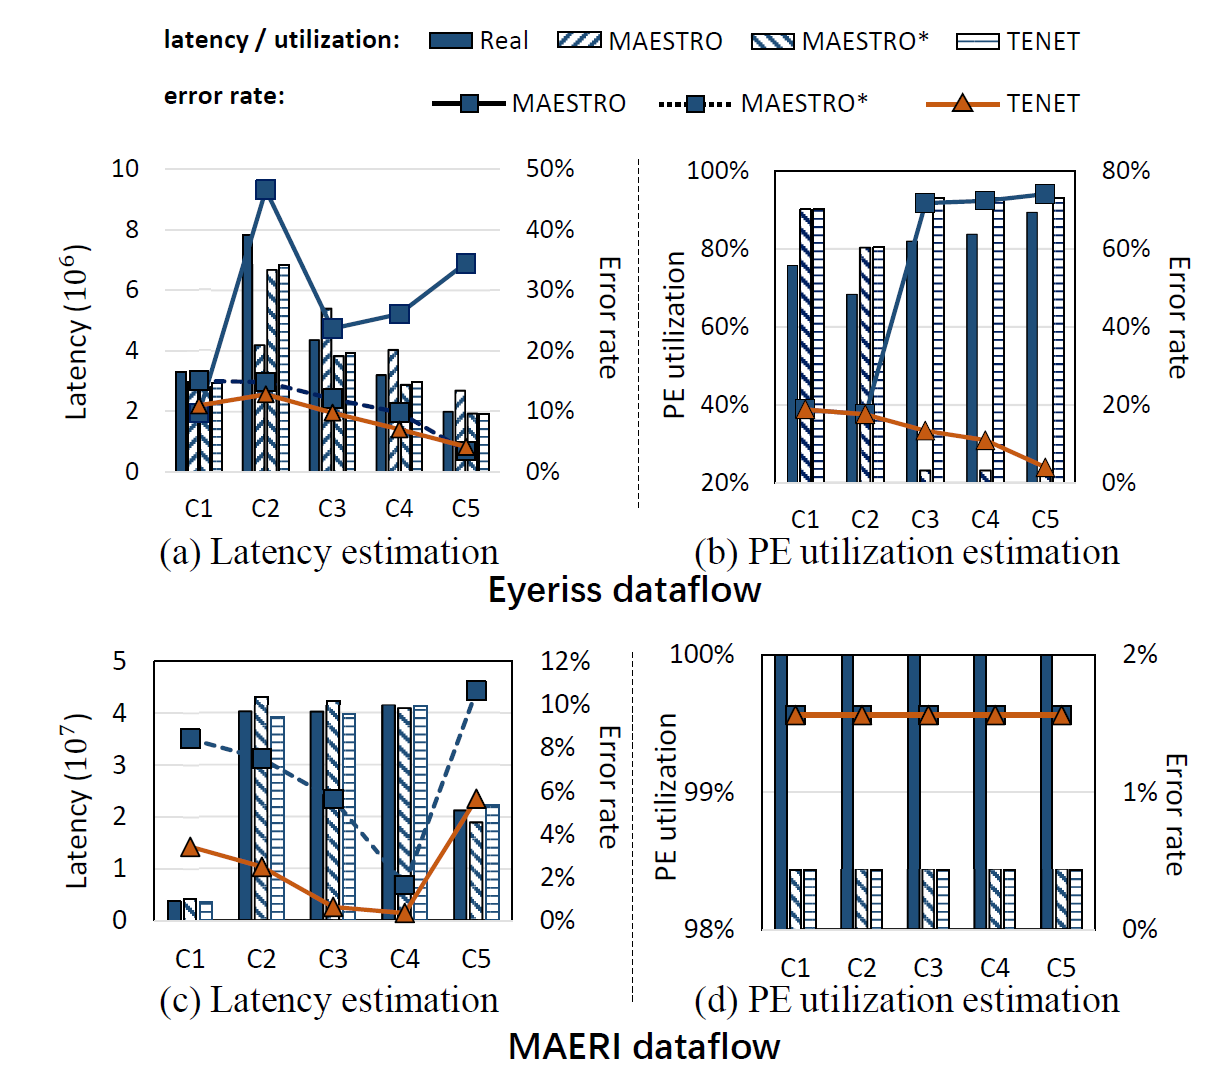 latency / utilization: Real MAESTRO MAESTRO* TENET
error rate: MAESTRO MAESTRO* TENET
10 50% 100% 80%
8 40% 80% 60%
6 30% 60% 40%
4 20% 40% 20%
2 10% 20% 0%
0 0%
Latency (10⁶)
Error rate
PE utilization
Error rate
C1 C2 C3 C4 C5 C1 C2 C3 C4 C5
(a) Latency estimation (b) PE utilization estimation
Eyeriss dataflow
5 12% 100% 2%
4 10% 99% 1%
3 8% 98% 0%
2 6%
1 4%
0 2%
0%
Latency (10⁷)
Error rate
PE utilization
Error rate
C1 C2 C3 C4 C5 C1 C2 C3 C4 C5
(c) Latency estimation (d) PE utilization estimation
MAERI dataflow